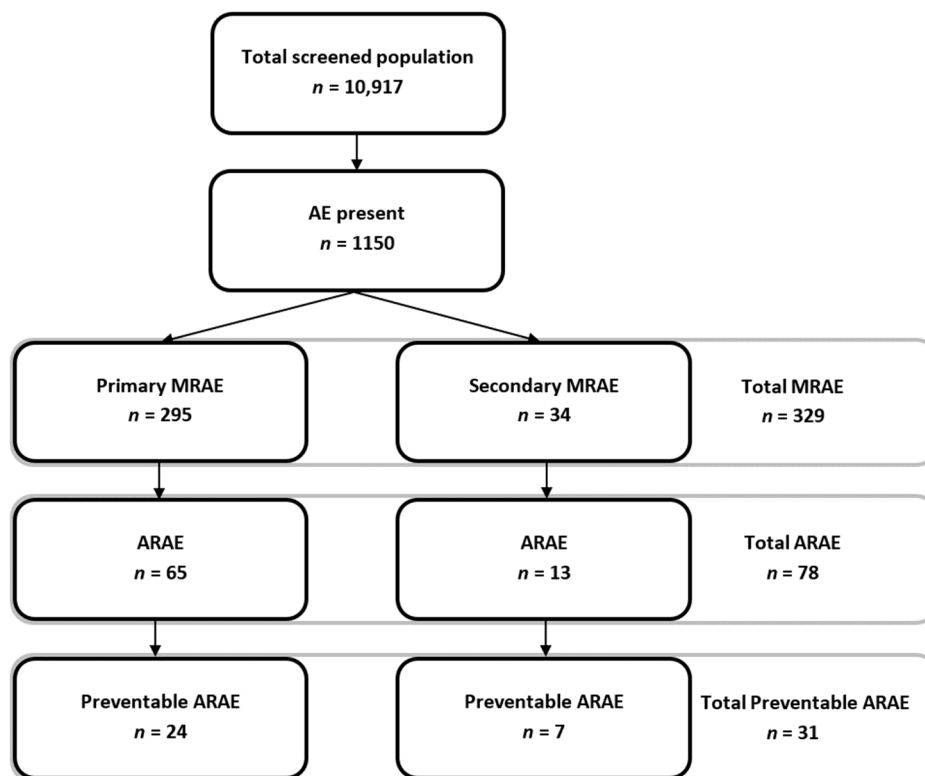 Total screened population
n = 10,917
AE present
n = 1150
Primary MRAE
n = 295
Secondary MRAE
n = 34
Total MRAE
n = 329
ARAE
n = 65
ARAE
n = 13
Total ARAE
n = 78
Preventable ARAE
n = 24
Preventable ARAE
n = 7
Total Preventable ARAE
n = 31